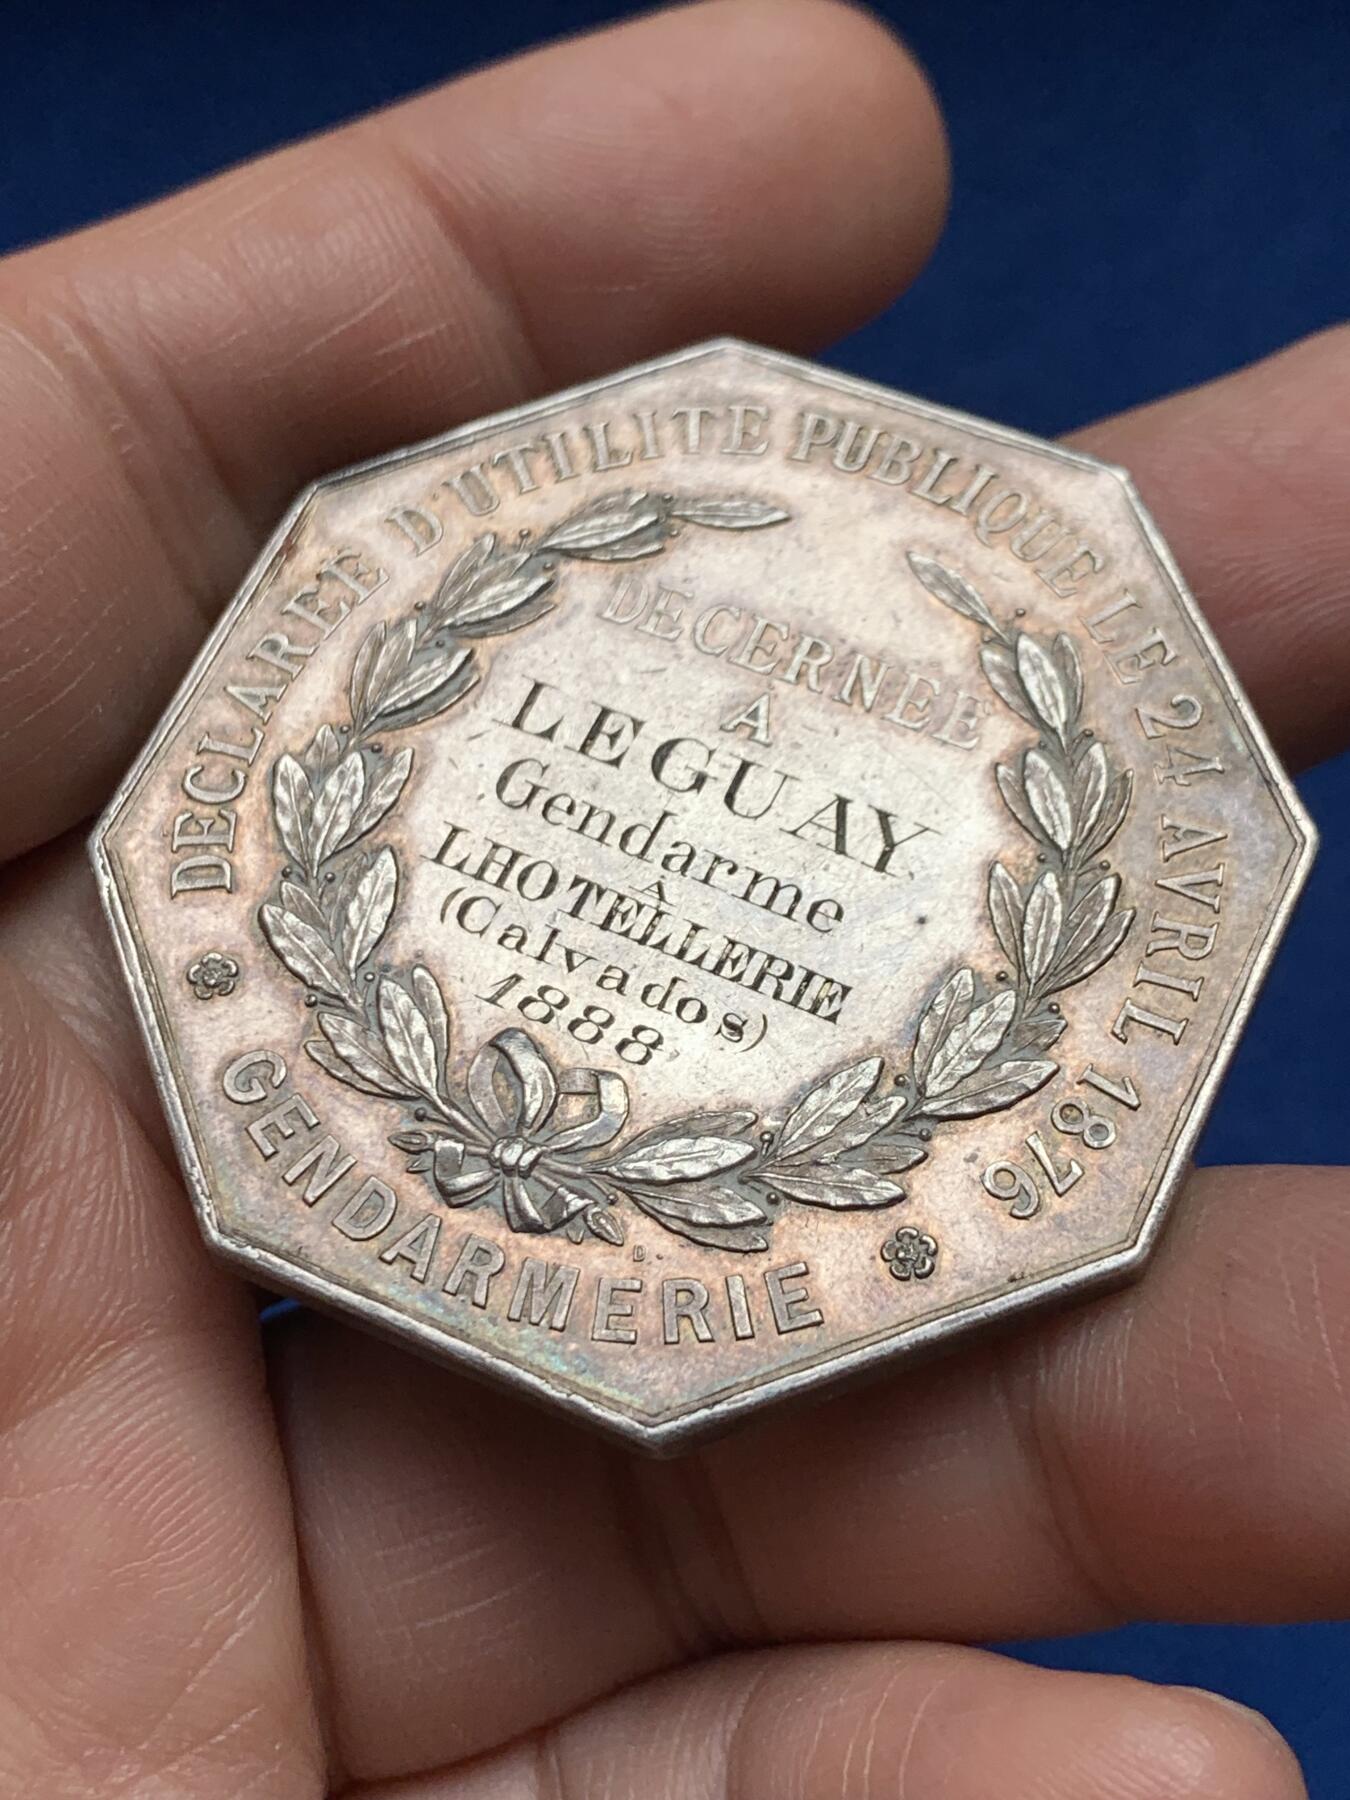 DÉCLARÉE D'UTILITÉ PUBLIQUE LE 24 AVRIL 1876
DÉCERNÉE
A
LEGUAY
Gendarme
À
LHOTELLERIE
(Calvados)
1888
D
GENDARMERIE